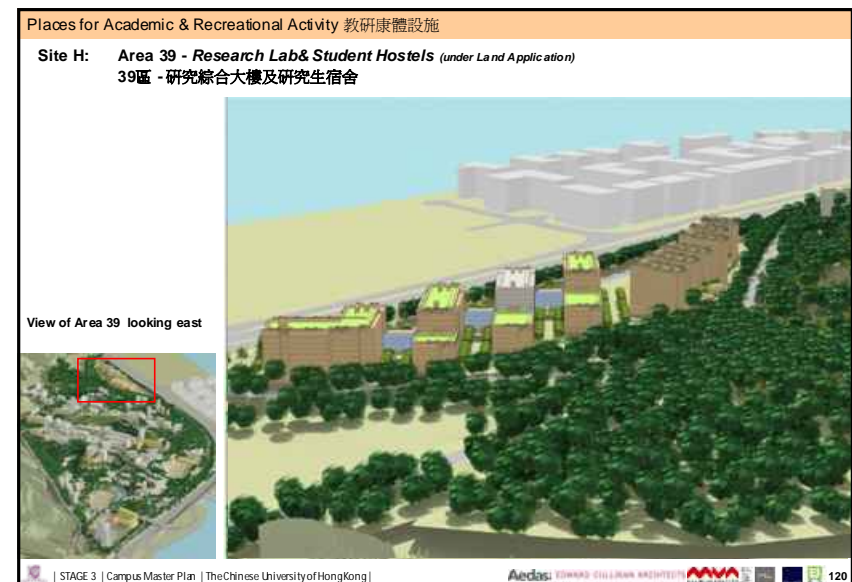 Places for Academic & Recreational Activity 教研康體設施
Site H: Area 39 - Research Lab& Student Hostels (under Land Application)
39區 - 研究綜合大樓及研究生宿舍
View of Area 39 looking east
| STAGE 3 | Campus Master Plan | The Chinese University of Hong Kong |
Aedas EDWARD CULLINAN ARCHITECTS MVA 120